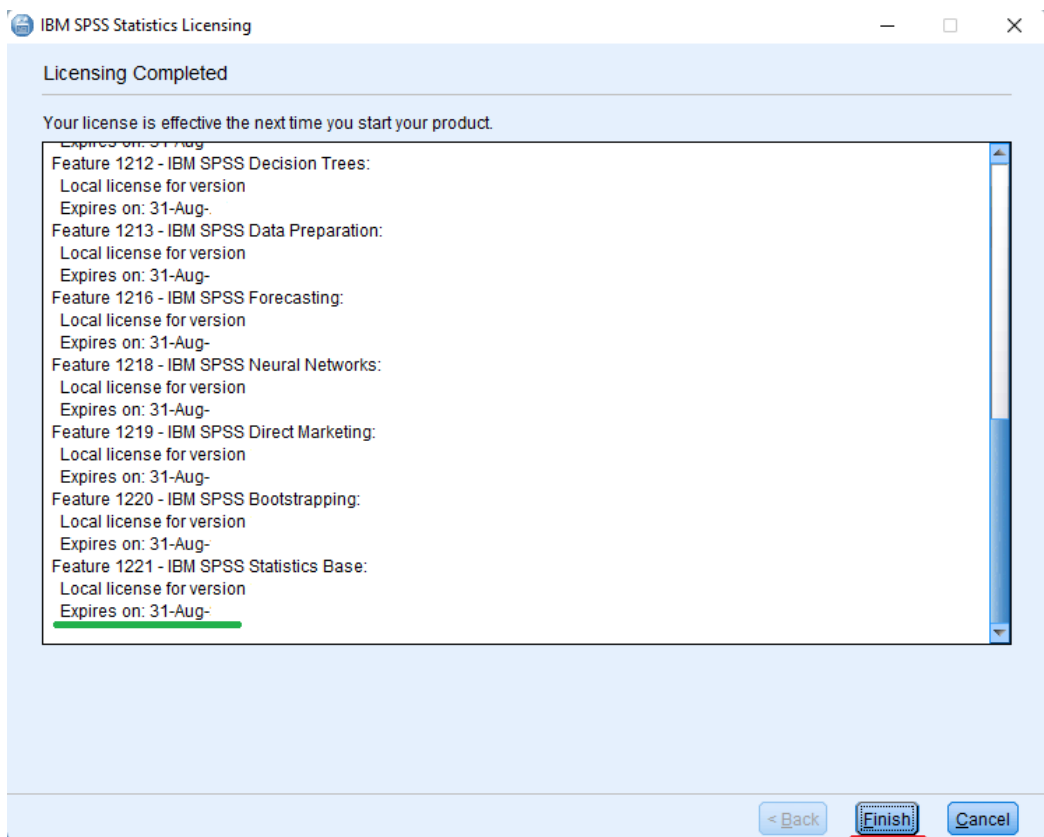 IBM SPSS Statistics Licensing
Licensing Completed
Your license is effective the next time you start your product.
Expires on: 31-Aug-
Feature 1212 - IBM SPSS Decision Trees:
Local license for version
Expires on: 31-Aug-
Feature 1213 - IBM SPSS Data Preparation:
Local license for version
Expires on: 31-Aug-
Feature 1216 - IBM SPSS Forecasting:
Local license for version
Expires on: 31-Aug-
Feature 1218 - IBM SPSS Neural Networks:
Local license for version
Expires on: 31-Aug-
Feature 1219 - IBM SPSS Direct Marketing:
Local license for version
Expires on: 31-Aug-
Feature 1220 - IBM SPSS Bootstrapping:
Local license for version
Expires on: 31-Aug-
Feature 1221 - IBM SPSS Statistics Base:
Local license for version
Expires on: 31-Aug-
< Back Finish Cancel